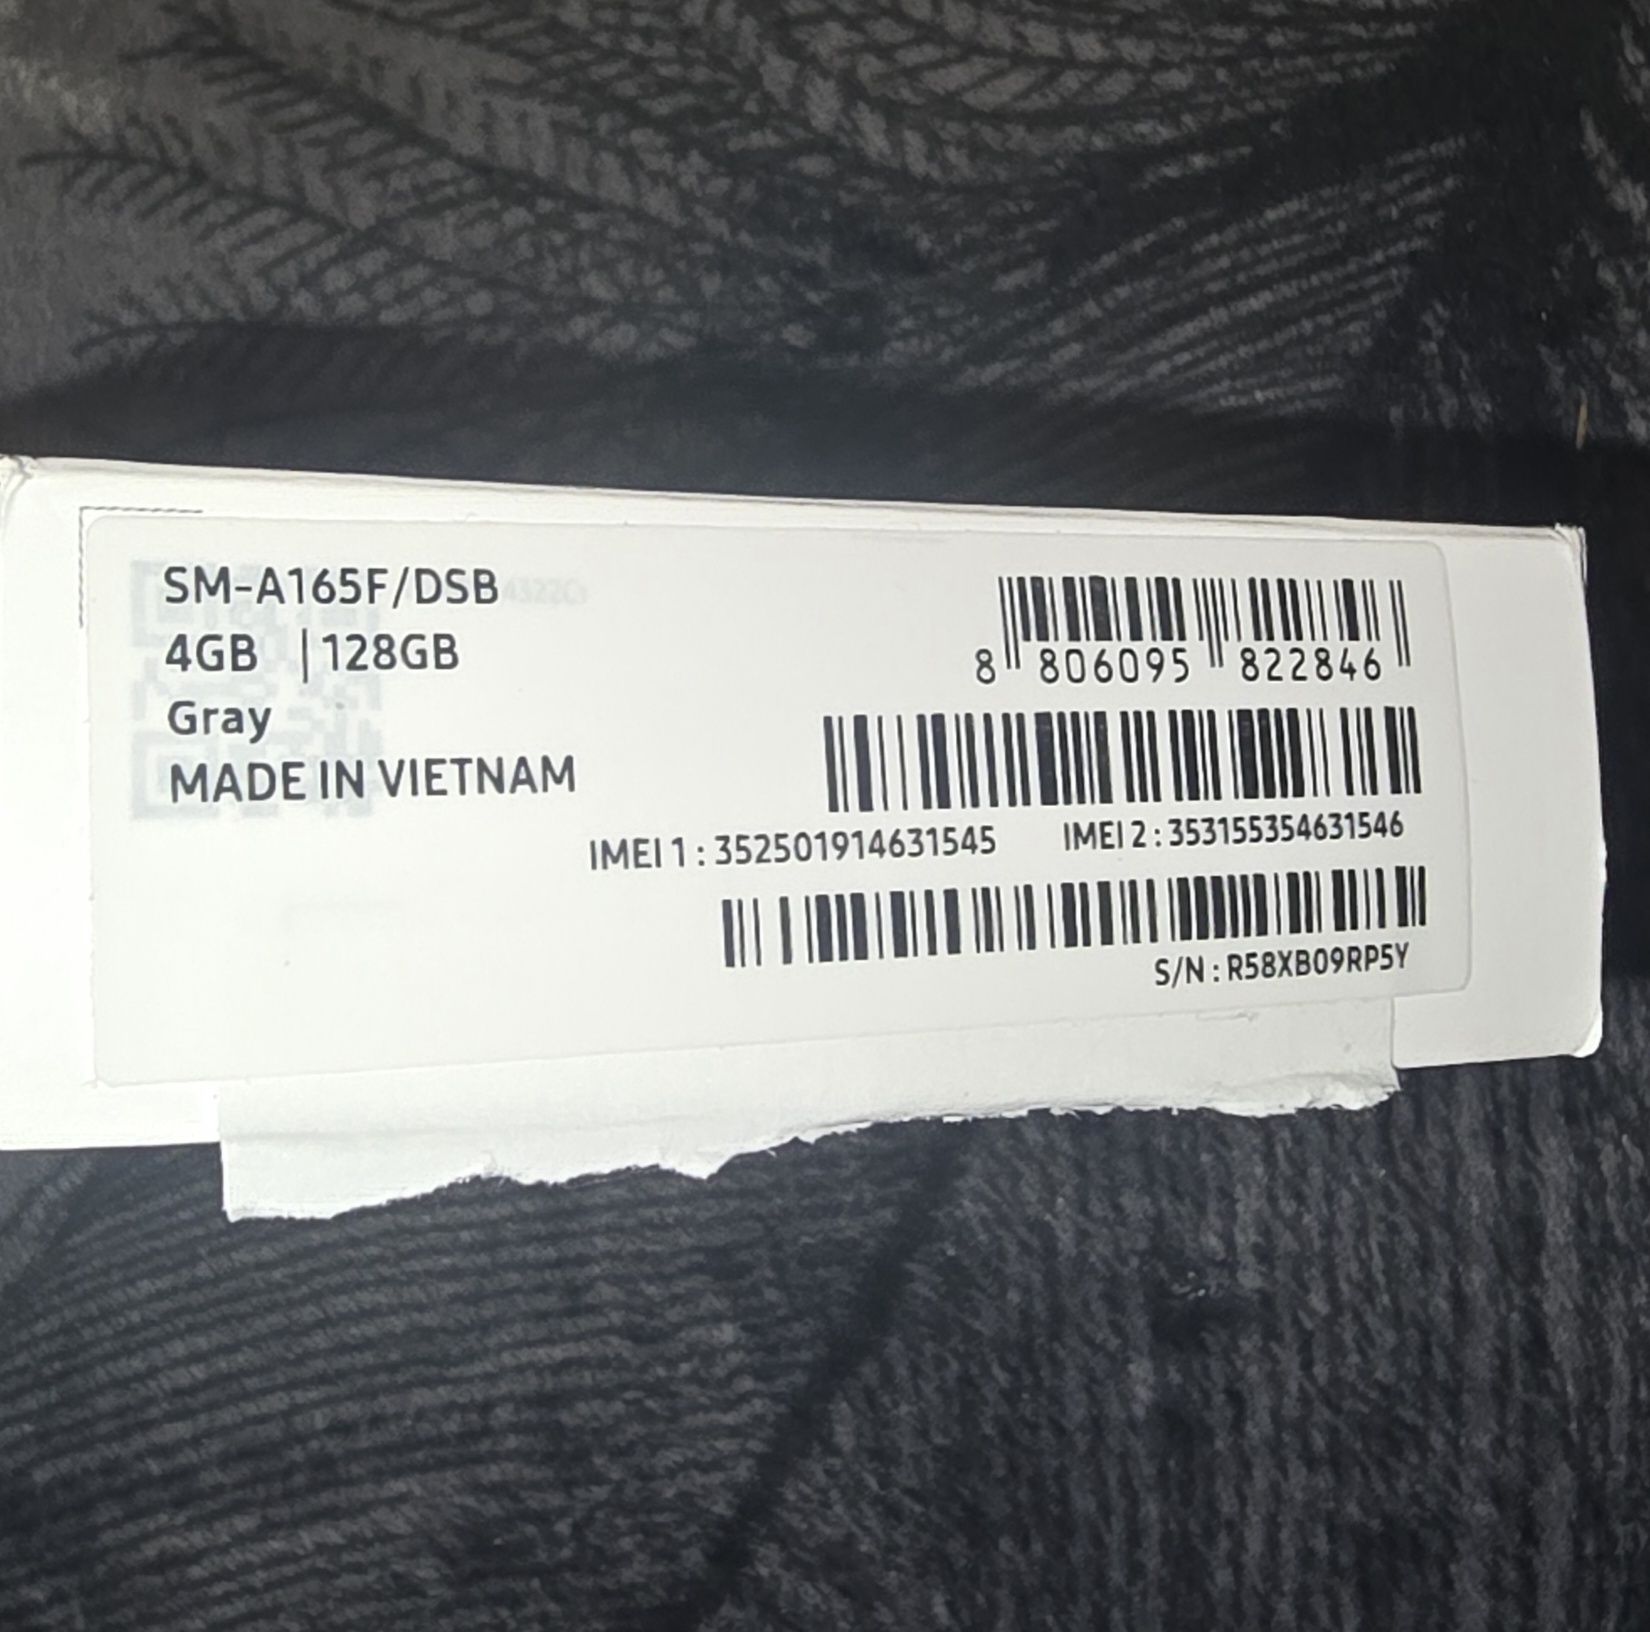 SM-A165F/DSB
4GB | 128GB
Gray
MADE IN VIETNAM
8 806095 822846
IMEI 1 : 352501914631545 IMEI 2 : 353155354631546
S/N : R58XB09RP5Y